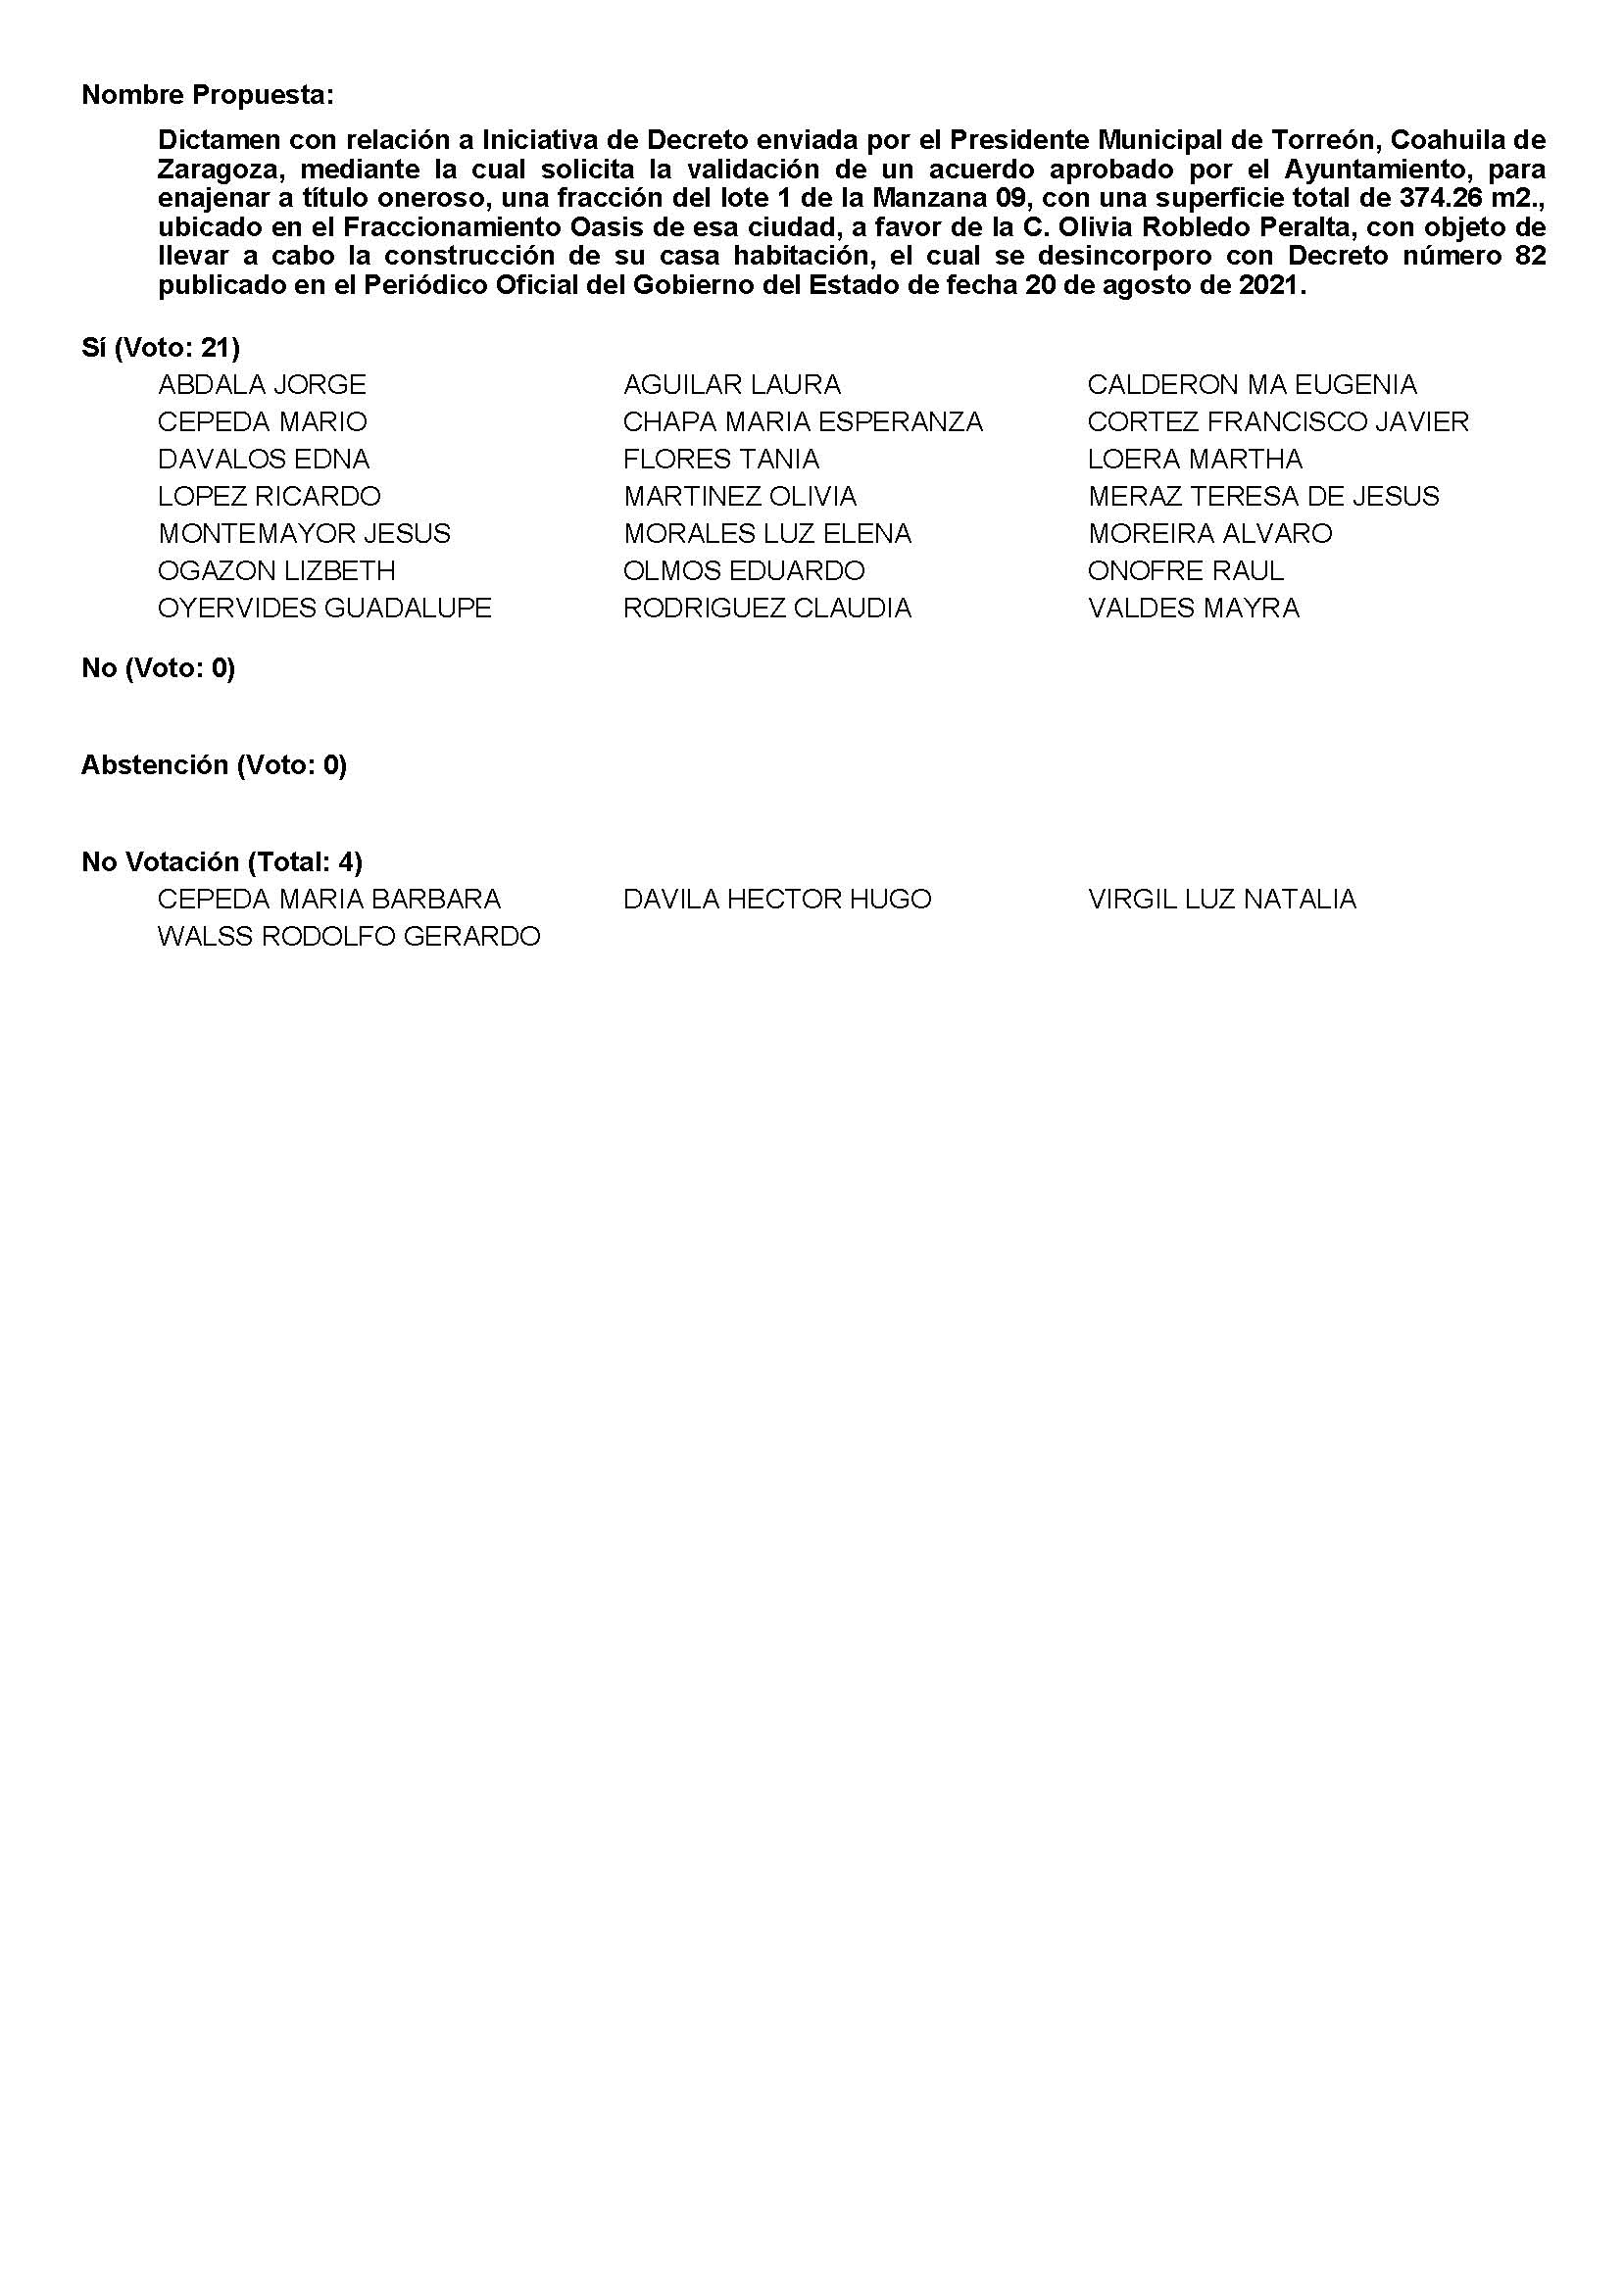 Nombre Propuesta:
Dictamen con relación a Iniciativa de Decreto enviada por el Presidente Municipal de Torreón, Coahuila de
Zaragoza, mediante la cual solicita la validación de un acuerdo aprobado por el Ayuntamiento, para
enajenar a título oneroso, una fracción del lote 1 de la Manzana 09, con una superficie total de 374.26 m2.,
ubicado en el Fraccionamiento Oasis de esa ciudad, a favor de la C. Olivia Robledo Peralta, con objeto de
llevar a cabo la construcción de su casa habitación, el cual se desincorporo con Decreto número 82
publicado en el Periódico Oficial del Gobierno del Estado de fecha 20 de agosto de 2021.
Sí (Voto: 21)
ABDALA JORGE AGUILAR LAURA CALDERON MA EUGENIA
CEPEDA MARIO CHAPA MARIA ESPERANZA CORTEZ FRANCISCO JAVIER
DAVALOS EDNA FLORES TANIA LOERA MARTHA
LOPEZ RICARDO MARTINEZ OLIVIA MERAZ TERESA DE JESUS
MONTEMAYOR JESUS MORALES LUZ ELENA MOREIRA ALVARO
OGAZON LIZBETH OLMOS EDUARDO ONOFRE RAUL
OYERVIDES GUADALUPE RODRIGUEZ CLAUDIA VALDES MAYRA
No (Voto: 0)
Abstención (Voto: 0)
No Votación (Total: 4)
CEPEDA MARIA BARBARA DAVILA HECTOR HUGO VIRGIL LUZ NATALIA
WALSS RODOLFO GERARDO